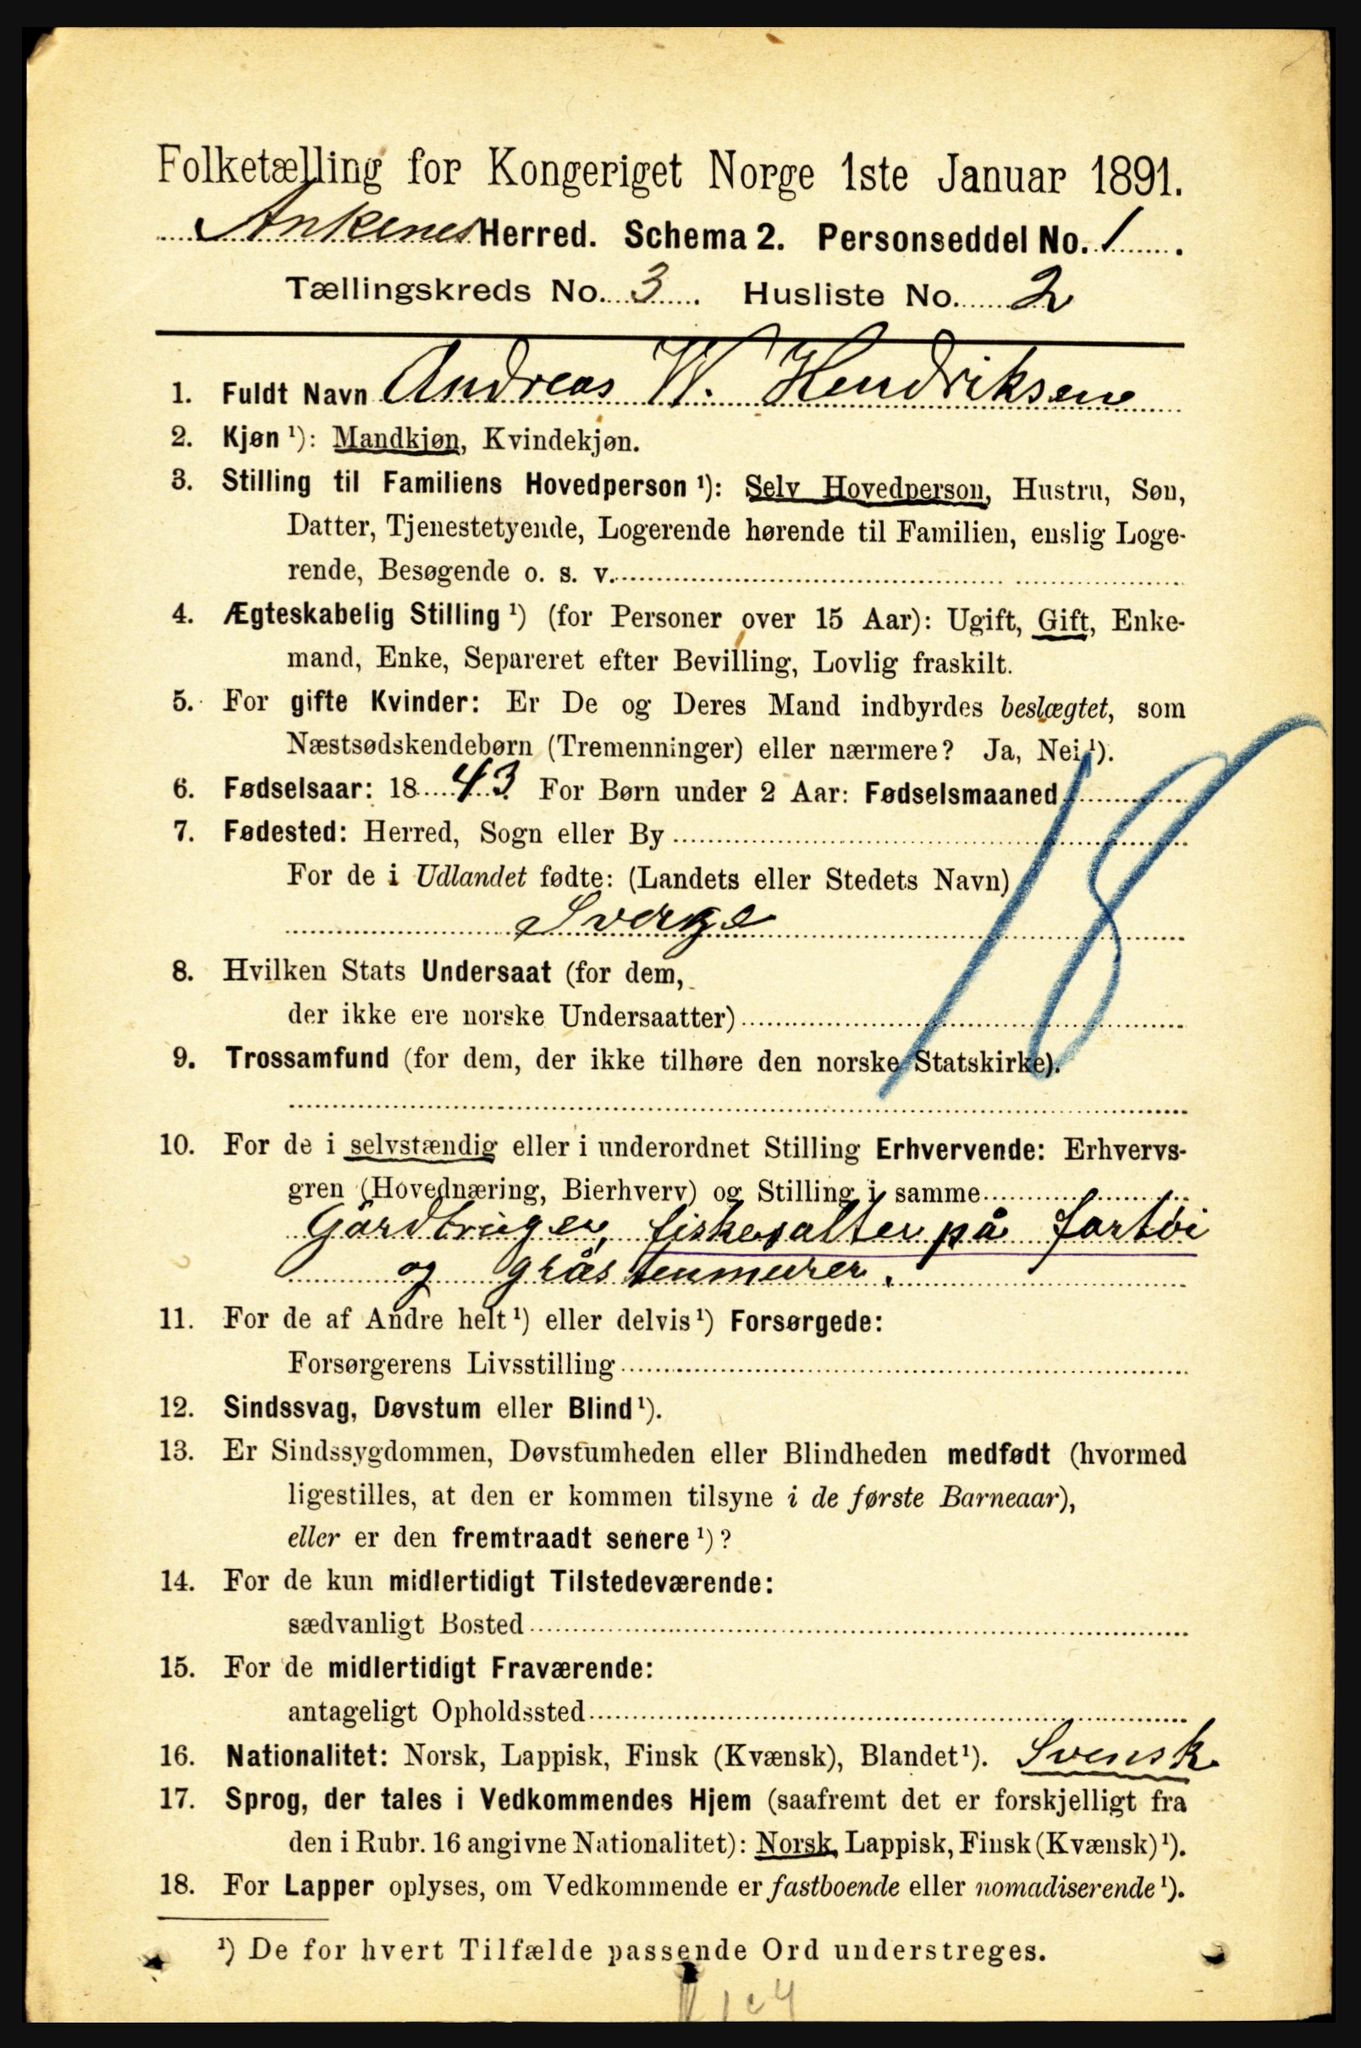 Folketælling for Kongeriget Norge 1ste Januar 1891.
Ankenes Herred. Schema 2. Personseddel No. 1.
Tællingskreds No. 3. Husliste No. 2
1. Fuldt Navn Andreas W. Hendriksen
2. Kjøn ¹): Mandkjøn, Kvindekjøn.
3. Stilling til Familiens Hovedperson ¹): Selv Hovedperson, Hustru, Søn,
Datter, Tjenestetyende, Logerende hørende til Familien, enslig Loge-
rende, Besøgende o. s. v.
4. Ægteskabelig Stilling ¹) (for Personer over 15 Aar): Ugift, Gift, Enke-
mand, Enke, Separeret efter Bevilling, Lovlig fraskilt.
5. For gifte Kvinder: Er De og Deres Mand indbyrdes beslægtet, som
Næstsødskendebørn (Tremenninger) eller nærmere? Ja, Nei ¹).
6. Fødselsaar: 18 43 For Børn under 2 Aar: Fødselsmaaned
7. Fødested: Herred, Sogn eller By
For de i Udlandet fødte: (Landets eller Stedets Navn)
Sverge
18
8. Hvilken Stats Undersaat (for dem,
der ikke ere norske Undersaatter)
9. Trossamfund (for dem, der ikke tilhøre den norske Statskirke).
10. For de i selvstændig eller i underordnet Stilling Erhvervende: Erhvervs-
gren (Hovednæring, Bierhverv) og Stilling i samme
Gårdbruger, fiskesalter på fartøi
og gråstenmurer.
11. For de af Andre helt ¹) eller delvis ¹) Forsørgede:
Forsørgerens Livsstilling
12. Sindssvag, Døvstum eller Blind ¹).
13. Er Sindssygdommen, Døvstumheden eller Blindheden medfødt (hvormed
ligestilles, at den er kommen tilsyne i de første Barneaar),
eller er den fremtraadt senere ¹)?
14. For de kun midlertidigt Tilstedeværende:
sædvanligt Bosted
15. For de midlertidigt Fraværende:
antageligt Opholdssted
16. Nationalitet: Norsk, Lappisk, Finsk (Kvænsk), Blandet ¹). Svensk
17. Sprog, der tales i Vedkommendes Hjem (saafremt det er forskjelligt fra
den i Rubr. 16 angivne Nationalitet): Norsk, Lappisk, Finsk (Kvænsk) ¹).
18. For Lapper oplyses, om Vedkommende er fastboende eller nomadiserende ¹).
¹) De for hvert Tilfælde passende Ord understreges.